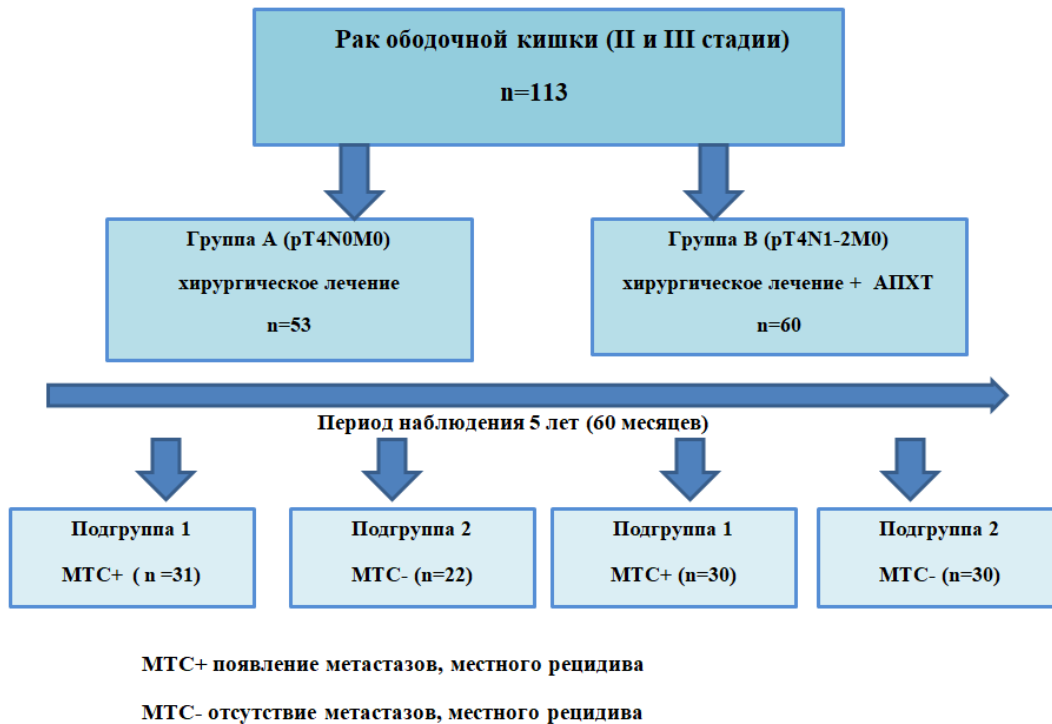 Рак ободочной кишки (II и III стадии)
n=113
Группа А (pT4N0M0)
хирургическое лечение
n=53
Группа В (pT4N1-2M0)
хирургическое лечение + АПХТ
n=60
Период наблюдения 5 лет (60 месяцев)
Подгруппа 1
МТС+ ( n =31)
Подгруппа 2
МТС- (n=22)
Подгруппа 1
МТС+ (n=30)
Подгруппа 2
МТС- (n=30)
МТС+ появление метастазов, местного рецидива
МТС- отсутствие метастазов, местного рецидива